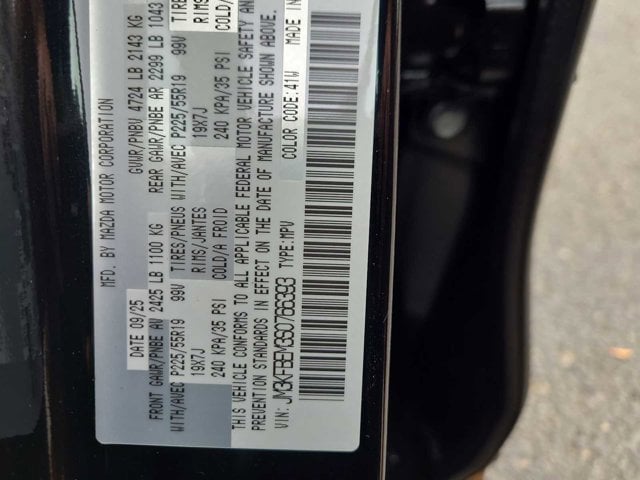 MFD. BY MAZDA MOTOR CORPORATION
DATE: 09/25 GVWR/PNBV 4724 LB 2143 KG
FRONT GAWR/PNBE AV 2425 LB 1100 KG REAR GAWR/PNBE AR 2299 LB 1043
WITH/AVEC P225/55R19 99V TIRES/PNEUS WITH/AVEC P225/55R19 99V TIRES
19X7J RIMS/JANTES 19X7J RIMS
240 KPA/35 PSI COLD/A FROID 240 KPA/35 PSI COLD/A
THIS VEHICLE CONFORMS TO ALL APPLICABLE FEDERAL MOTOR VEHICLE SAFETY AN
PREVENTION STANDARDS IN EFFECT ON THE DATE OF MANUFACTURE SHOWN ABOVE.
VIN: TYPE: MPV COLOR CODE: 41W MADE IN